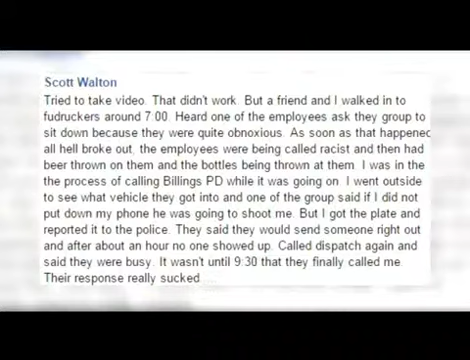 Scott Walton
Tried to take video. That didn't work. But a friend and I walked in to
fudruckers around 7:00. Heard one of the employees ask they group to
sit down because they were quite obnoxious. As soon as that happened
all hell broke out, the employees were being called racist and then had
beer thrown on them and the bottles being thrown at them. I was in the
the process of calling Billings PD while it was going on. I went outside
to see what vehicle they got into and one of the group said if I did not
put down my phone he was going to shoot me. But I got the plate and
reported it to the police. They said they would send someone right out
and after about an hour no one showed up. Called dispatch again and
said they were busy. It wasn't until 9:30 that they finally called me.
Their response really sucked....